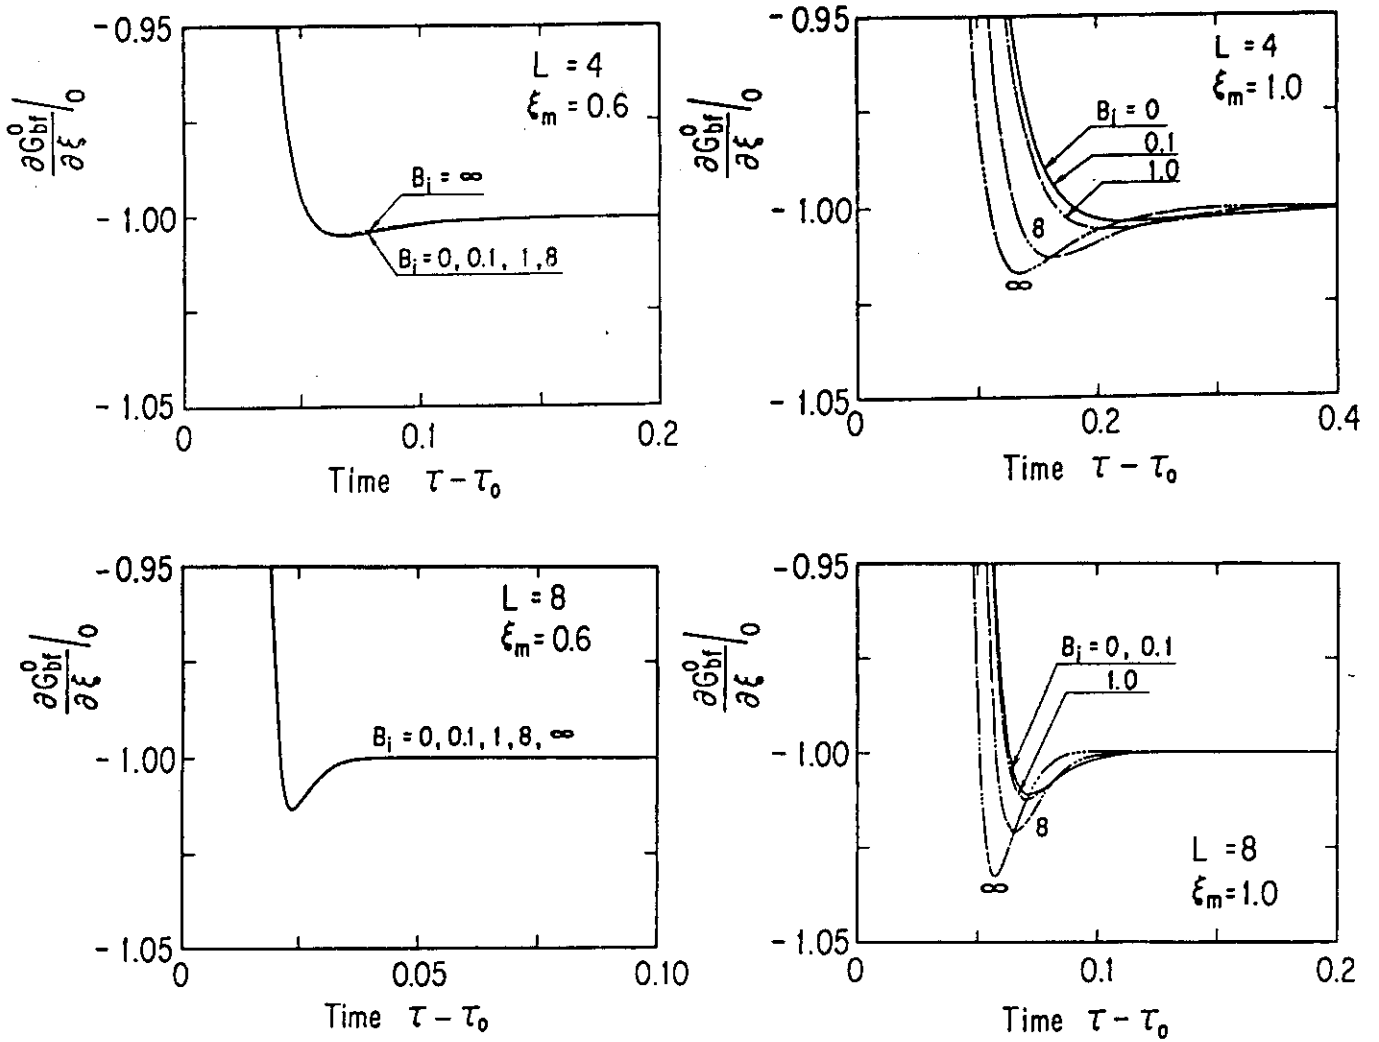 -0.95
L = 4
ξm = 0.6
∂G⁰bf/∂ξ /₀
Bi = ∞
-1.00
Bi = 0, 0.1, 1, 8
-1.05
0 0.1 0.2
Time τ - τ₀
-0.95
L = 4
ξm = 1.0
∂G⁰bf/∂ξ /₀
Bi = 0
0.1
1.0
-1.00
8
∞
-1.05
0 0.2 0.4
Time τ - τ₀
-0.95
L = 8
ξm = 0.6
∂G⁰bf/∂ξ /₀
Bi = 0, 0.1, 1, 8, ∞
-1.00
-1.05
0 0.05 0.10
Time τ - τ₀
-0.95
∂G⁰bf/∂ξ /₀
Bi = 0, 0.1
1.0
-1.00
8
L = 8
∞
ξm = 1.0
-1.05
0 0.1 0.2
Time τ - τ₀